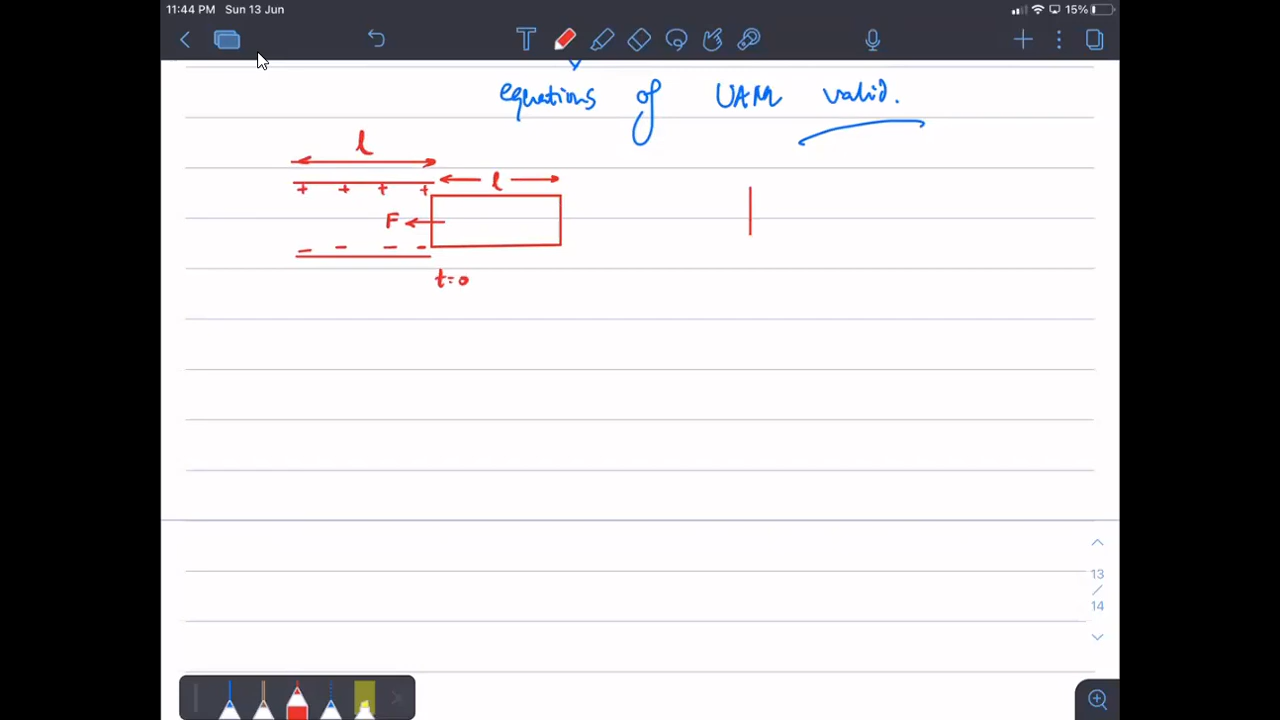 11:44 PM Sun 13 Jun
15%
T
equations of UAM valid.
l
+ + + +
l
F
- - - -
t=0
13
/
14